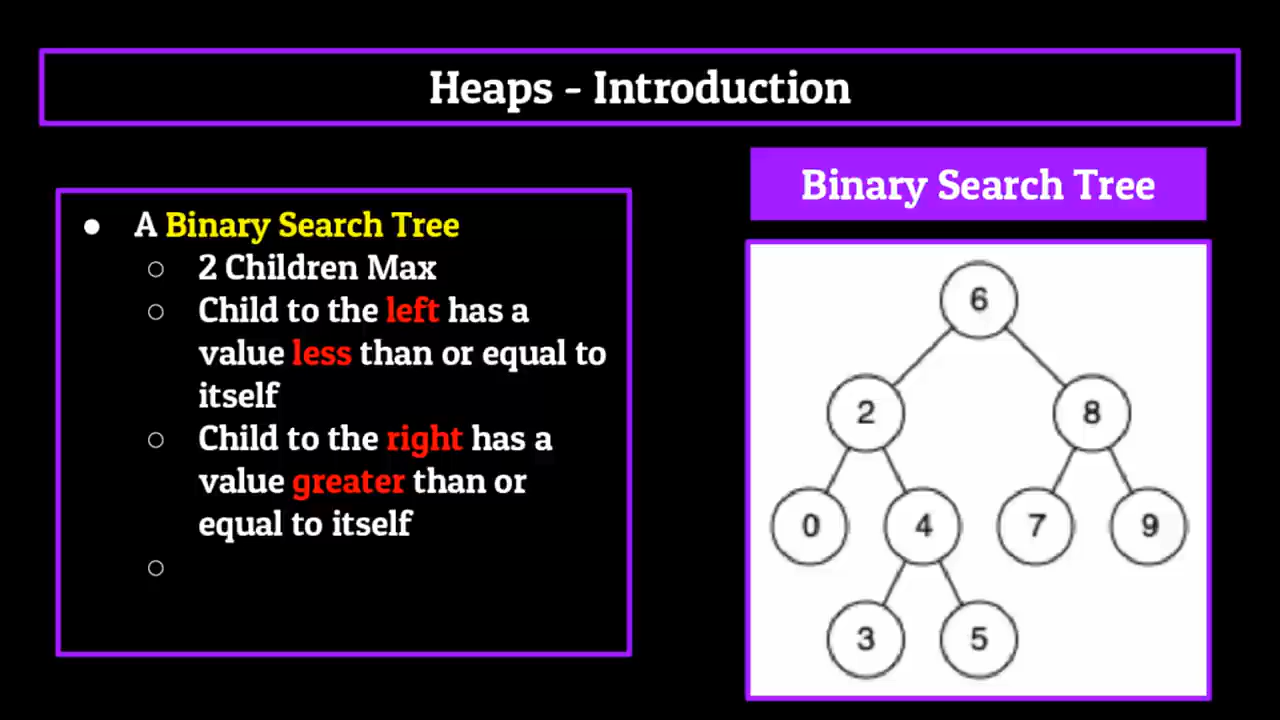 Heaps - Introduction
Binary Search Tree
● A Binary Search Tree
○ 2 Children Max
○ Child to the left has a
value less than or equal to
itself
○ Child to the right has a
value greater than or
equal to itself
○
6
2 8
0 4 7 9
3 5